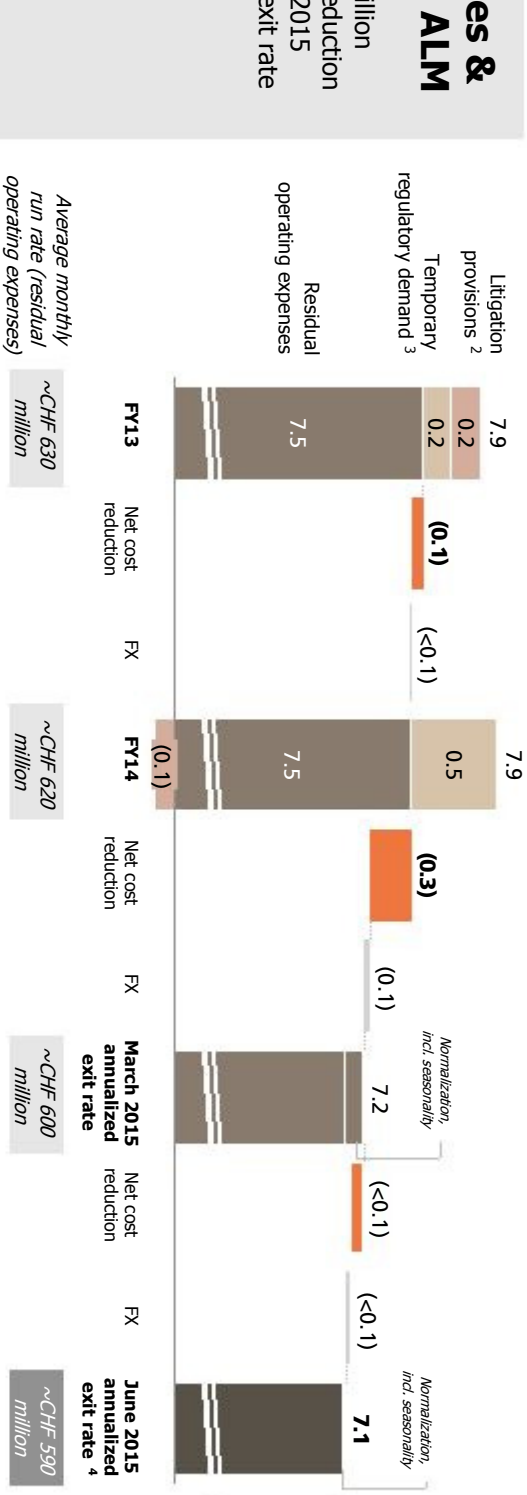 es &
ALM
illion
eduction
2015
exit rate
Litigation
provisions 2
Temporary
regulatory demand 3
Residual
operating expenses
Average monthly
run rate (residual
operating expenses)
7.9
0.2
0.2
7.5
FY13
~CHF 630
million
(0.1)
Net cost
reduction
(<0.1)
FX
7.9
0.5
7.5
(0.1)
FY14
~CHF 620
million
(0.3)
Net cost
reduction
(0.1)
FX
Normalization,
incl. seasonality
7.2
March 2015
annualized
exit rate
~CHF 600
million
(<0.1)
Net cost
reduction
(<0.1)
FX
Normalization,
incl. seasonality
7.1
June 2015
annualized
exit rate 4
~CHF 590
million